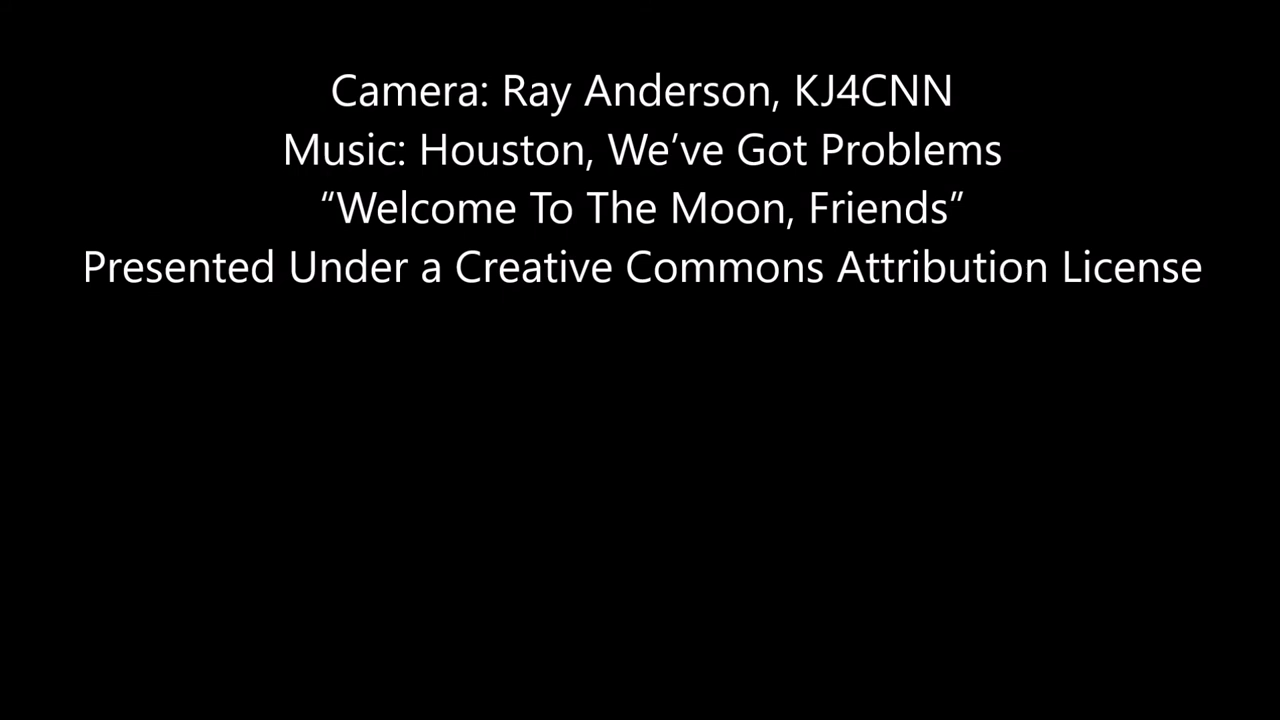 Camera: Ray Anderson, KJ4CNN
Music: Houston, We’ve Got Problems
“Welcome To The Moon, Friends”
Presented Under a Creative Commons Attribution License